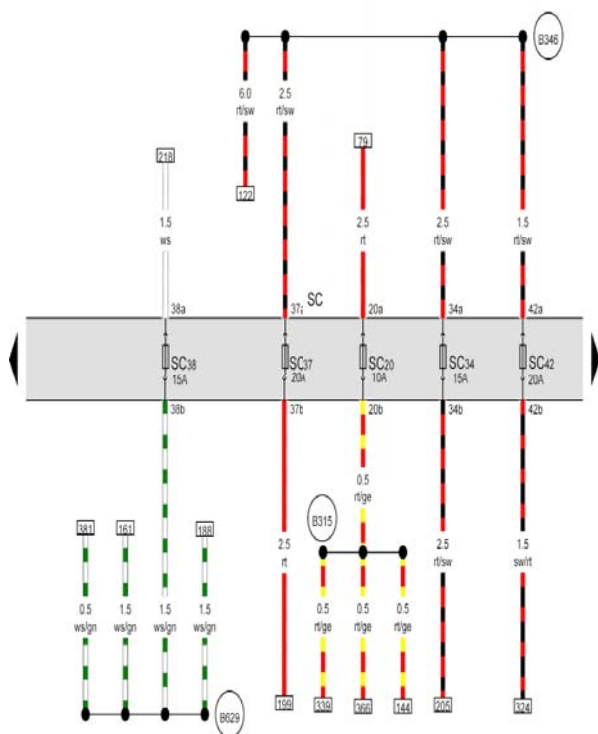 B346
6.0
rt/sw
2.5
rt/sw
79
218
122
1.5
ws
2.5
rt
2.5
rt/sw
1.5
rt/sw
38a
SC
20a
34a
42a
SC38
15A
SC37
20A
SC20
10A
SC34
15A
SC42
20A
38b
37b
20b
34b
42b
0.5
rt/ge
B315
381
161
188
2.5
rt
2.5
rt/sw
1.5
sw/rt
0.5
ws/gn
1.5
ws/gn
1.5
ws/gn
1.5
ws/gn
0.5
rt/ge
0.5
rt/ge
0.5
rt/ge
199
339
366
144
205
324
B629